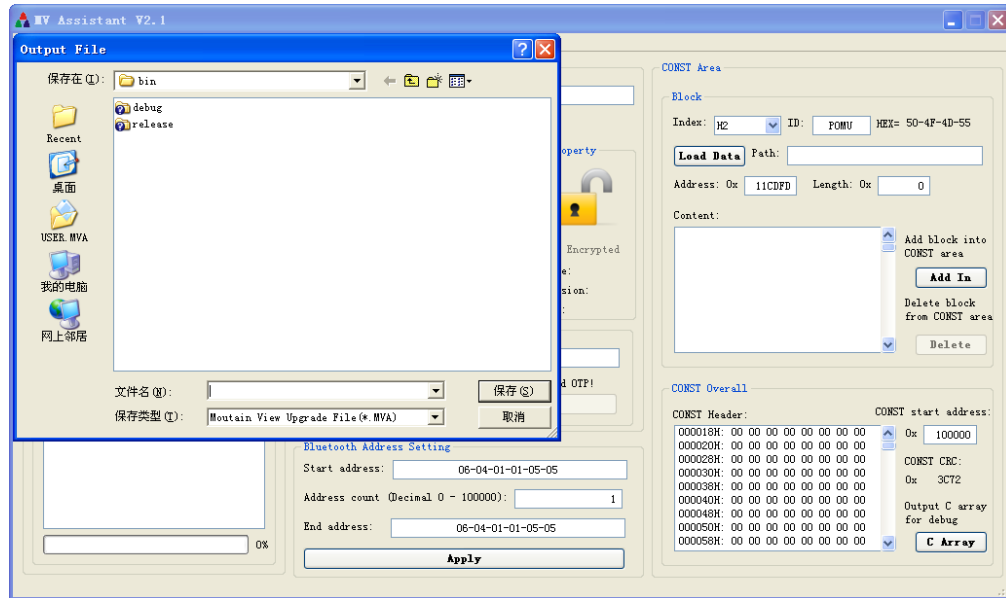 MV Assistant V2.1
Output File
保存在(I):
bin
debug
release
Recent
桌面
USER.MVA
我的电脑
网上邻居
文件名(N):
保存(S)
保存类型(T):
Moutain View Upgrade File(*.MVA)
取消
0%
operty
Encrypted
e:
sion:
:
d OTP!
Bluetooth Address Setting
Start address:
06-04-01-01-05-05
Address count (Decimal 0 - 100000):
1
End address:
06-04-01-01-05-05
Apply
CONST Area
Block
Index:
H2
ID:
POMU
HEX= 50-4F-4D-55
Load Data
Path:
Address: 0x
11CDFD
Length: 0x
0
Content:
Add block into
CONST area
Add In
Delete block
from CONST area
Delete
CONST Overall
CONST Header:
000018H: 00 00 00 00 00 00 00 00
000020H: 00 00 00 00 00 00 00 00
000028H: 00 00 00 00 00 00 00 00
000030H: 00 00 00 00 00 00 00 00
000038H: 00 00 00 00 00 00 00 00
000040H: 00 00 00 00 00 00 00 00
000048H: 00 00 00 00 00 00 00 00
000050H: 00 00 00 00 00 00 00 00
000058H: 00 00 00 00 00 00 00 00
CONST start address:
0x
100000
CONST CRC:
0x
3C72
Output C array
for debug
C Array